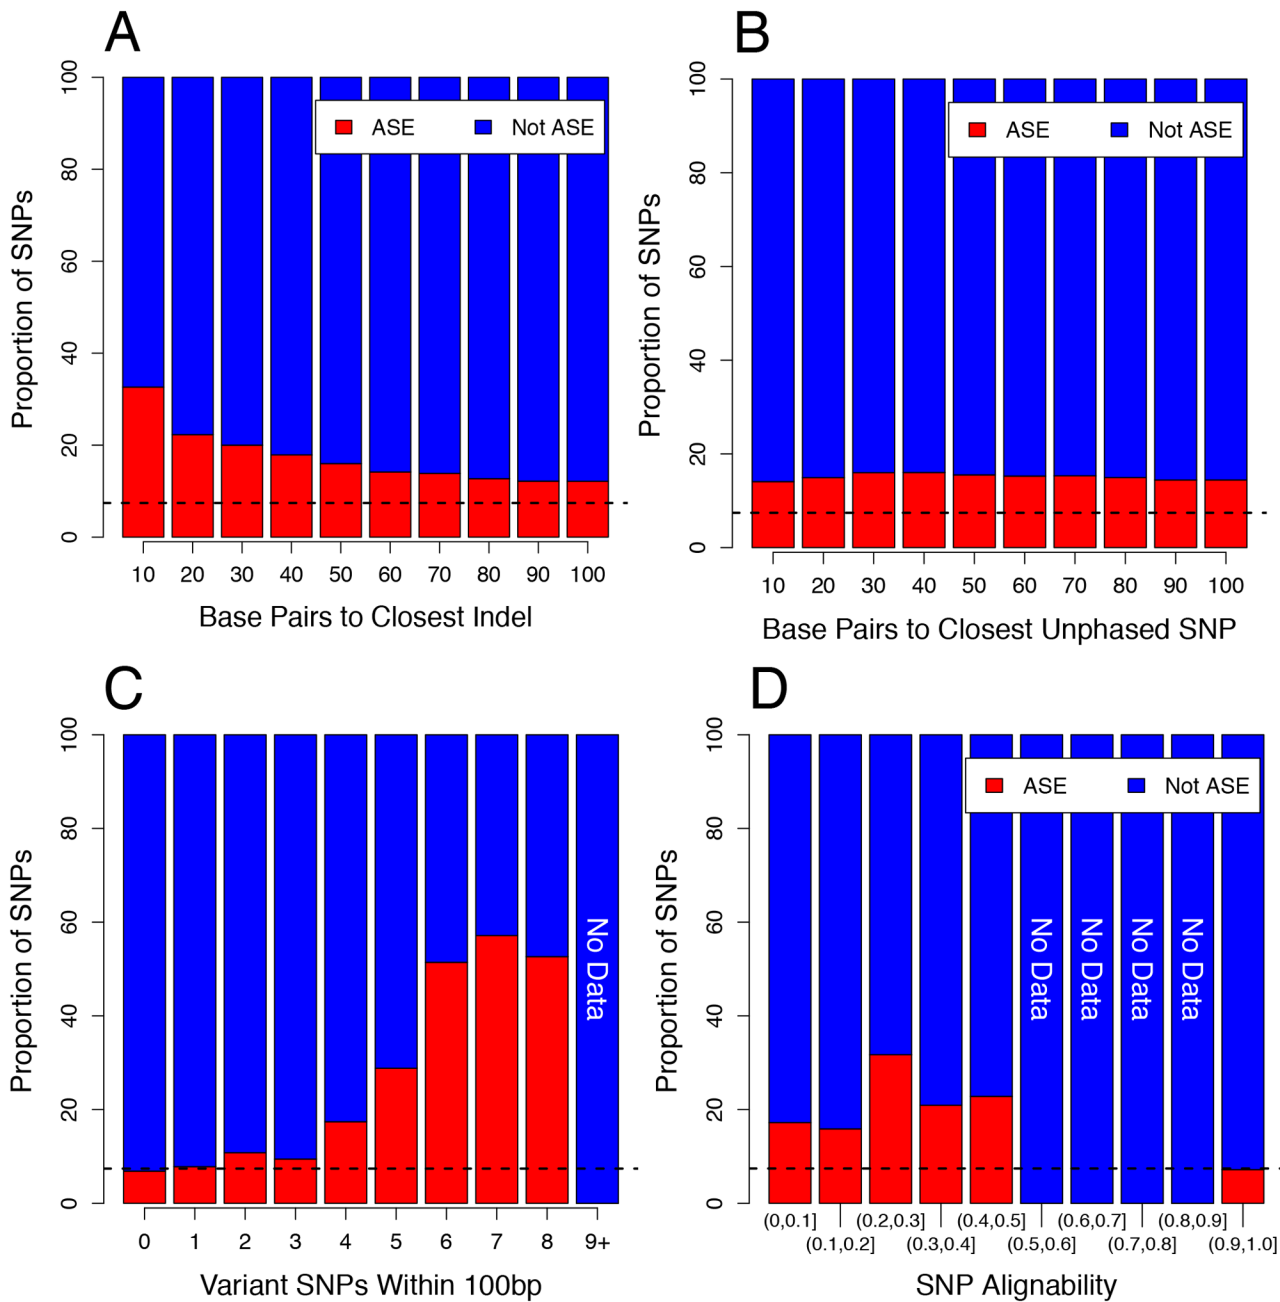 A
100
80
60
40
20
0
Proportion of SNPs
ASE Not ASE
10 20 30 40 50 60 70 80 90 100
Base Pairs to Closest Indel
B
100
80
60
40
20
0
Proportion of SNPs
ASE Not ASE
10 20 30 40 50 60 70 80 90 100
Base Pairs to Closest Unphased SNP
C
100
80
60
40
20
0
Proportion of SNPs
No Data
0 1 2 3 4 5 6 7 8 9+
Variant SNPs Within 100bp
D
100
80
60
40
20
0
Proportion of SNPs
ASE Not ASE
No Data
No Data
No Data
No Data
(0,0.1] (0.2,0.3] (0.4,0.5] (0.6,0.7] (0.8,0.9]
(0.1,0.2] (0.3,0.4] (0.5,0.6] (0.7,0.8] (0.9,1.0]
SNP Alignability